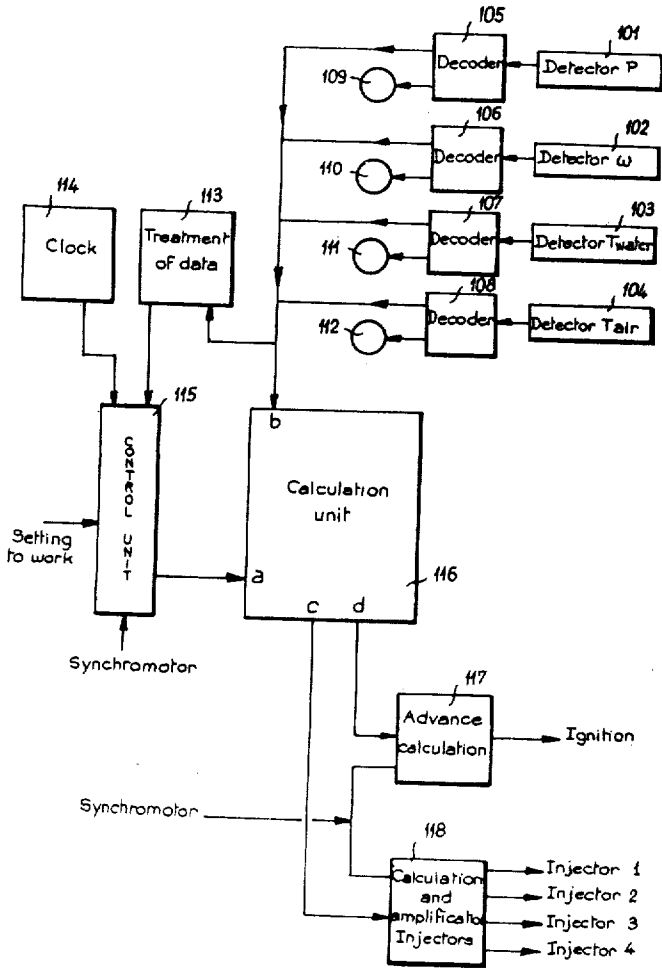 105
101
Decoder
Detector P
109
106
102
Decoder
Detector ω
110
114
113
107
103
Clock
Treatment
of data
Decoder
Detector Twater
111
108
104
Decoder
Detector Tair
112
115
b
CONTROL UNIT
Calculation
unit
Setting
to work
a
116
c d
Synchromotor
117
Advance
calculation
Ignition
Synchromotor
118
Calculation
and
amplificatio
Injectors
Injector 1
Injector 2
Injector 3
Injector 4